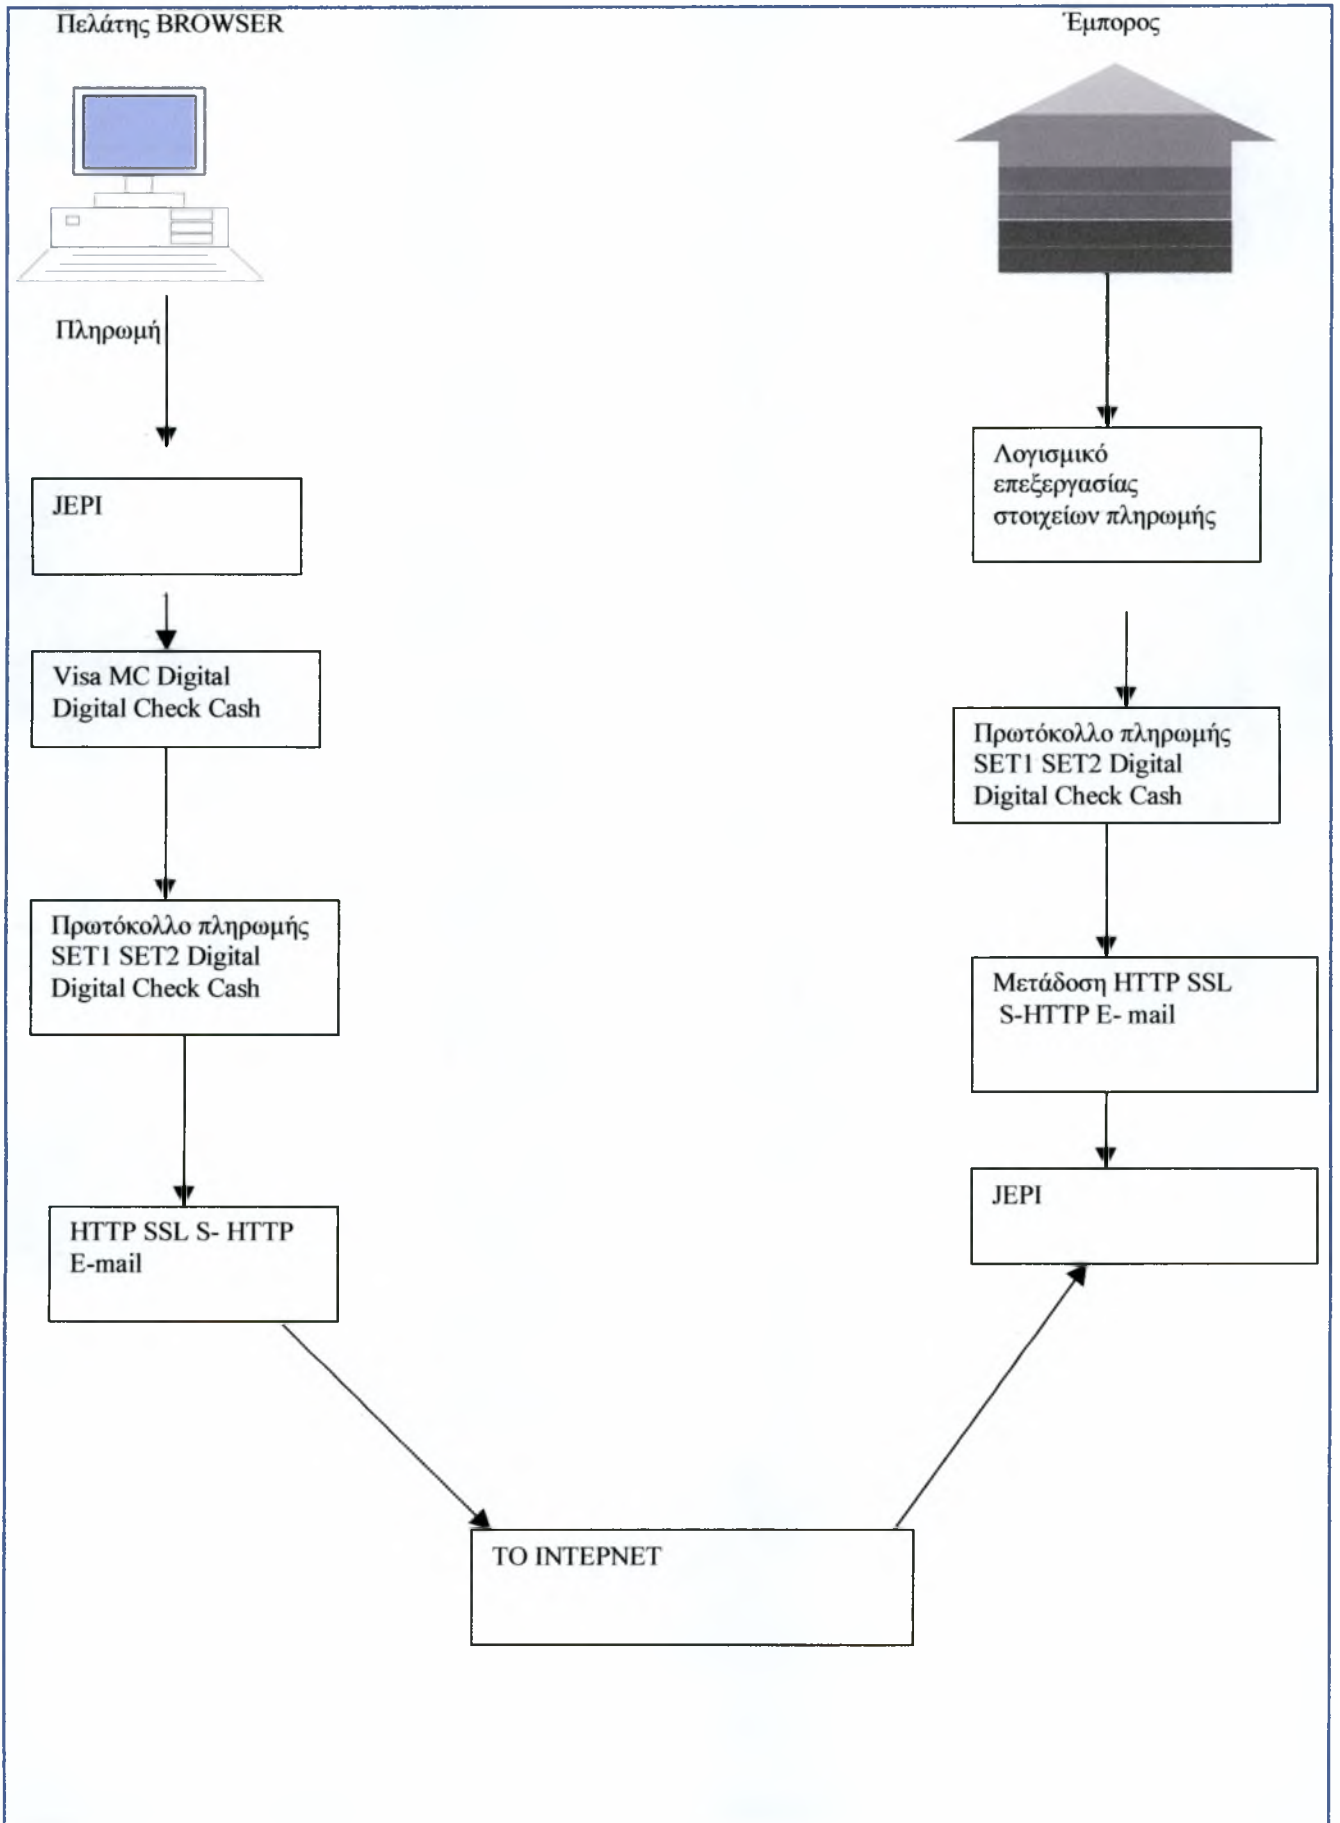 Πελάτης BROWSER
Έμπορος
Πληρωμή
JEPI
Visa MC Digital
Digital Check Cash
Πρωτόκολλο πληρωμής
SET1 SET2 Digital
Digital Check Cash
HTTP SSL S- HTTP
E-mail
Λογισμικό
επεξεργασίας
στοιχείων πληρωμής
Πρωτόκολλο πληρωμής
SET1 SET2 Digital
Digital Check Cash
Μετάδοση HTTP SSL
S-HTTP E- mail
JEPI
ΤΟ ΙΝΤΕΡΝΕΤ